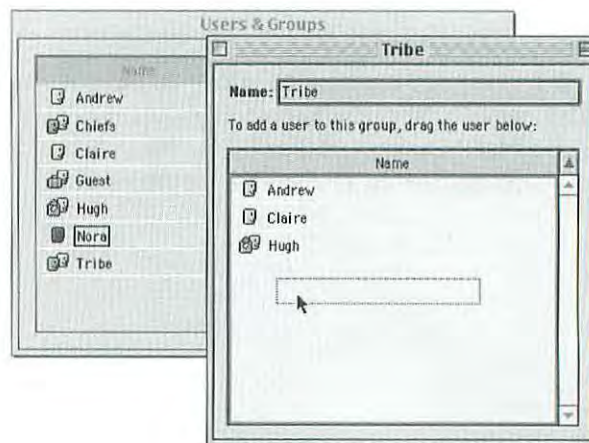 Users & Groups
Name
Andrew
Chiefs
Claire
Guest
Hugh
Nora
Tribe
Tribe
Name: Tribe
To add a user to this group, drag the user below:
Name
Andrew
Claire
Hugh